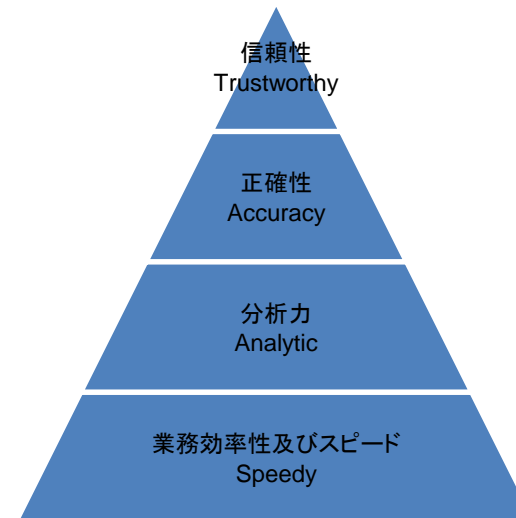 信頼性
Trustworthy
正確性
Accuracy
分析力
Analytic
業務効率性及びスピード
Speedy